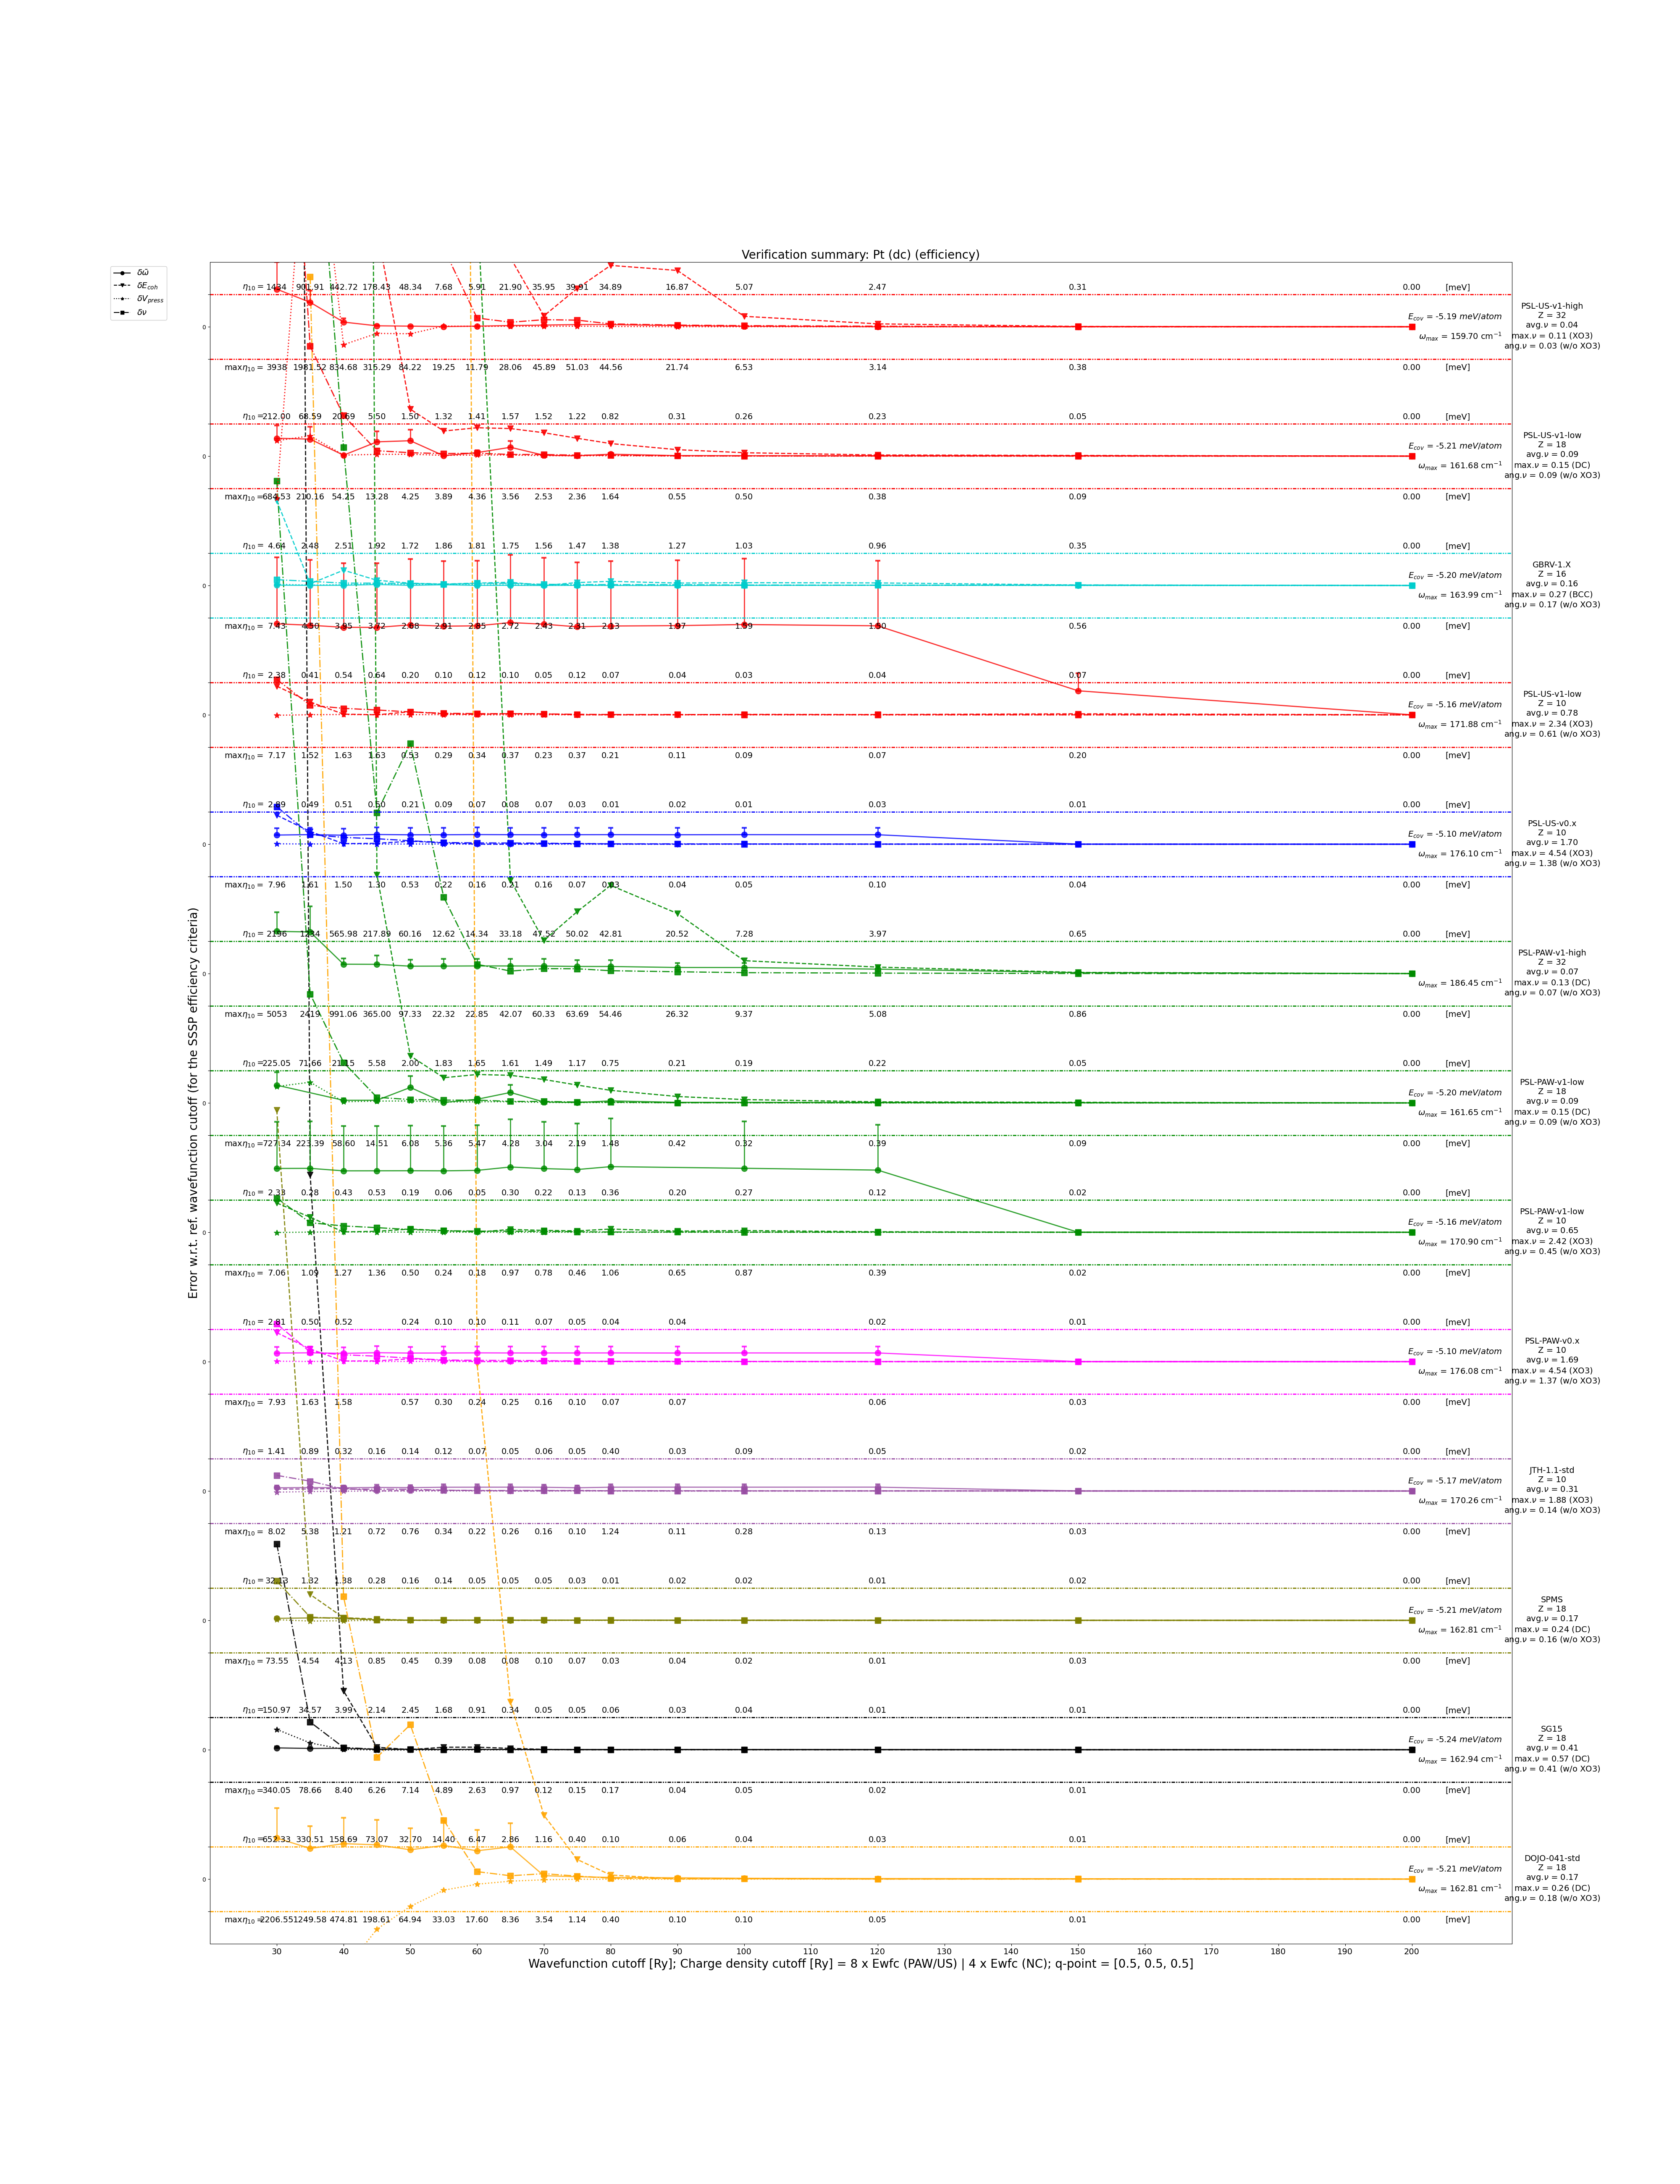 Verification summary: Pt (dc) (efficiency)
δω̄
δE_coh
δV_press
δν
η₁₀ = 1434 901.91 442.72 178.43 48.34 7.68 5.91 21.90 35.95 39.91 34.89 16.87 5.07 2.47 0.31 0.00 [meV]
E_cov = -5.19 meV/atom
ω_max = 159.70 cm⁻¹
maxη₁₀ = 3938 1981.52 834.68 315.29 84.22 19.25 11.79 28.06 45.89 51.03 44.56 21.74 6.53 3.14 0.38 0.00 [meV]
PSL-US-v1-high
Z = 32
avg.ν = 0.04
max.ν = 0.11 (XO3)
ang.ν = 0.03 (w/o XO3)
η₁₀ =212.00 68.59 20.69 5.50 1.50 1.32 1.41 1.57 1.52 1.22 0.82 0.31 0.26 0.23 0.05 0.00 [meV]
E_cov = -5.21 meV/atom
ω_max = 161.68 cm⁻¹
maxη₁₀ =684.53 210.16 54.25 13.28 4.25 3.89 4.36 3.56 2.53 2.36 1.64 0.55 0.50 0.38 0.09 0.00 [meV]
PSL-US-v1-low
Z = 18
avg.ν = 0.09
max.ν = 0.15 (DC)
ang.ν = 0.09 (w/o XO3)
η₁₀ = 4.64 2.48 2.51 1.92 1.72 1.86 1.81 1.75 1.56 1.47 1.38 1.27 1.03 0.96 0.35 0.00 [meV]
E_cov = -5.20 meV/atom
ω_max = 163.99 cm⁻¹
maxη₁₀ = 7.43 4.50 3.95 3.72 2.88 2.91 2.85 2.72 2.43 2.31 2.13 1.87 1.99 1.50 0.56 0.00 [meV]
GBRV-1.X
Z = 16
avg.ν = 0.16
max.ν = 0.27 (BCC)
ang.ν = 0.17 (w/o XO3)
η₁₀ = 2.38 0.41 0.54 0.64 0.20 0.10 0.12 0.10 0.05 0.12 0.07 0.04 0.03 0.04 0.07 0.00 [meV]
E_cov = -5.16 meV/atom
ω_max = 171.88 cm⁻¹
maxη₁₀ = 7.17 1.52 1.63 1.63 0.53 0.29 0.34 0.37 0.23 0.37 0.21 0.11 0.09 0.07 0.20 0.00 [meV]
PSL-US-v1-low
Z = 10
avg.ν = 0.78
max.ν = 2.34 (XO3)
ang.ν = 0.61 (w/o XO3)
η₁₀ = 0.49 0.51 0.50 0.21 0.09 0.07 0.08 0.07 0.03 0.01 0.02 0.01 0.03 0.01 0.00 [meV]
E_cov = -5.10 meV/atom
ω_max = 176.10 cm⁻¹
maxη₁₀ = 7.96 1.61 1.50 1.30 0.53 0.22 0.16 0.21 0.16 0.07 0.03 0.04 0.05 0.10 0.04 0.00 [meV]
PSL-US-v0.x
Z = 10
avg.ν = 1.70
max.ν = 4.54 (XO3)
ang.ν = 1.38 (w/o XO3)
η₁₀ = 565.98 217.89 60.16 12.62 14.34 33.18 47.52 50.02 42.81 20.52 7.28 3.97 0.65 0.00 [meV]
ω_max = 186.45 cm⁻¹
maxη₁₀ = 5053 2419 991.06 365.00 97.33 22.32 22.85 42.07 60.33 63.69 54.46 26.32 9.37 5.08 0.86 0.00 [meV]
PSL-PAW-v1-high
Z = 32
avg.ν = 0.07
max.ν = 0.13 (DC)
ang.ν = 0.07 (w/o XO3)
η₁₀ =225.05 71.66 21.15 5.58 2.00 1.83 1.65 1.61 1.49 1.17 0.75 0.21 0.19 0.22 0.05 0.00 [meV]
E_cov = -5.20 meV/atom
ω_max = 161.65 cm⁻¹
maxη₁₀ =727.34 223.39 58.60 14.51 6.08 5.36 5.47 4.28 3.04 2.19 1.48 0.42 0.32 0.39 0.09 0.00 [meV]
PSL-PAW-v1-low
Z = 18
avg.ν = 0.09
max.ν = 0.15 (DC)
ang.ν = 0.09 (w/o XO3)
η₁₀ = 2.33 0.28 0.43 0.53 0.19 0.06 0.05 0.30 0.22 0.13 0.36 0.20 0.27 0.12 0.02 0.00 [meV]
E_cov = -5.16 meV/atom
ω_max = 170.90 cm⁻¹
maxη₁₀ = 7.06 1.09 1.27 1.36 0.50 0.24 0.18 0.97 0.78 0.46 1.06 0.65 0.87 0.39 0.02 0.00 [meV]
PSL-PAW-v1-low
Z = 10
avg.ν = 0.65
max.ν = 2.42 (XO3)
ang.ν = 0.45 (w/o XO3)
η₁₀ = 2.81 0.50 0.52 0.24 0.10 0.10 0.11 0.07 0.05 0.04 0.04 0.02 0.01 0.00 [meV]
E_cov = -5.10 meV/atom
ω_max = 176.08 cm⁻¹
maxη₁₀ = 7.93 1.63 1.58 0.57 0.30 0.24 0.25 0.16 0.10 0.07 0.07 0.06 0.03 0.00 [meV]
PSL-PAW-v0.x
Z = 10
avg.ν = 1.69
max.ν = 4.54 (XO3)
ang.ν = 1.37 (w/o XO3)
η₁₀ = 1.41 0.89 0.32 0.16 0.14 0.12 0.07 0.05 0.06 0.05 0.40 0.03 0.09 0.05 0.02 0.00 [meV]
E_cov = -5.17 meV/atom
ω_max = 170.26 cm⁻¹
maxη₁₀ = 8.02 5.38 1.21 0.72 0.76 0.34 0.22 0.26 0.16 0.10 1.24 0.11 0.28 0.13 0.03 0.00 [meV]
JTH-1.1-std
Z = 10
avg.ν = 0.31
max.ν = 1.88 (XO3)
ang.ν = 0.14 (w/o XO3)
η₁₀ = 1.32 1.38 0.28 0.16 0.14 0.05 0.05 0.05 0.03 0.01 0.02 0.02 0.01 0.02 0.00 [meV]
E_cov = -5.21 meV/atom
ω_max = 162.81 cm⁻¹
maxη₁₀ = 73.55 4.54 4.13 0.85 0.45 0.39 0.08 0.08 0.10 0.07 0.03 0.04 0.02 0.01 0.03 0.00 [meV]
SPMS
Z = 18
avg.ν = 0.17
max.ν = 0.24 (DC)
ang.ν = 0.16 (w/o XO3)
η₁₀ =150.97 34.57 3.99 2.14 2.45 1.68 0.91 0.34 0.05 0.05 0.06 0.03 0.04 0.01 0.01 0.00 [meV]
E_cov = -5.24 meV/atom
ω_max = 162.94 cm⁻¹
maxη₁₀ =340.05 78.66 8.40 6.26 7.14 4.89 2.63 0.97 0.12 0.15 0.17 0.04 0.05 0.02 0.01 0.00 [meV]
SG15
Z = 18
avg.ν = 0.41
max.ν = 0.57 (DC)
ang.ν = 0.41 (w/o XO3)
η₁₀ =652.33 330.51 158.69 73.07 32.70 14.40 6.47 2.86 1.16 0.40 0.10 0.06 0.04 0.03 0.01 0.00 [meV]
E_cov = -5.21 meV/atom
ω_max = 162.81 cm⁻¹
maxη₁₀ =2206.551249.58 474.81 198.61 64.94 33.03 17.60 8.36 3.54 1.14 0.40 0.10 0.10 0.05 0.01 0.00 [meV]
DOJO-041-std
Z = 18
avg.ν = 0.17
max.ν = 0.26 (DC)
ang.ν = 0.18 (w/o XO3)
0
0
0
0
0
0
0
0
0
0
0
0
0
Error w.r.t. ref. wavefunction cutoff (for the SSSP efficiency criteria)
30 40 50 60 70 80 90 100 110 120 130 140 150 160 170 180 190 200
Wavefunction cutoff [Ry]; Charge density cutoff [Ry] = 8 x Ewfc (PAW/US) | 4 x Ewfc (NC); q-point = [0.5, 0.5, 0.5]